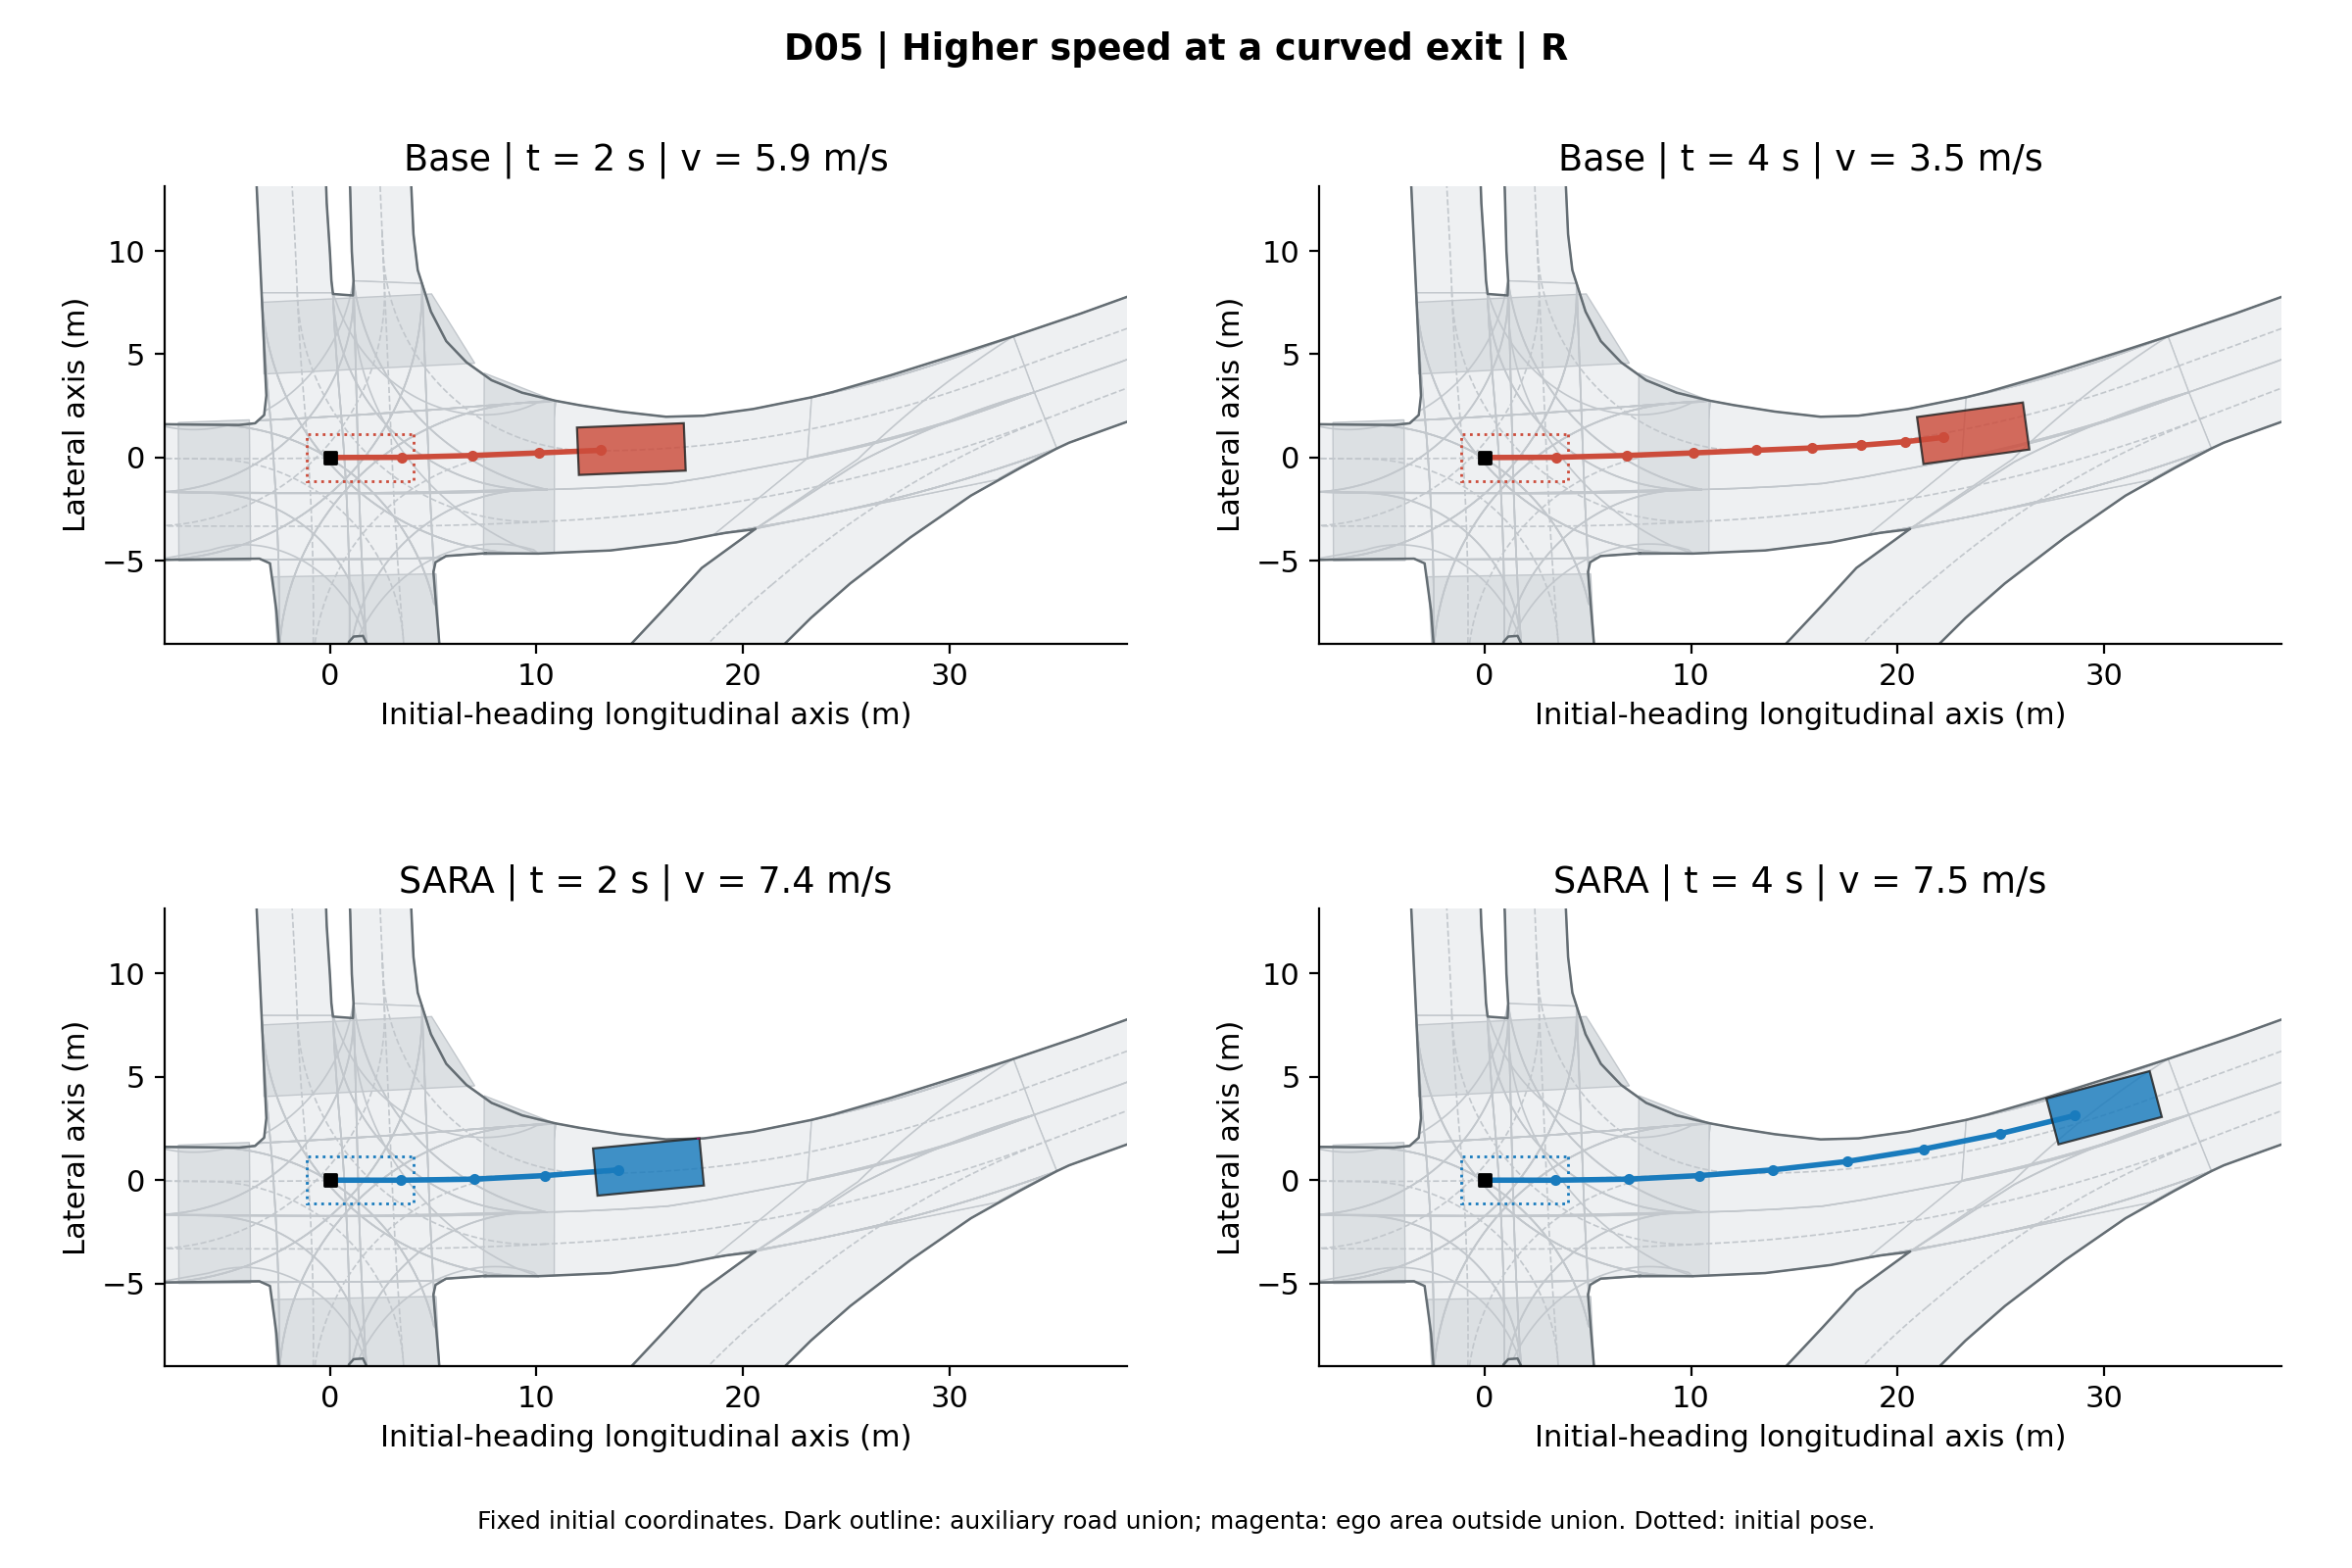 D05 | Higher speed at a curved exit | R
Base | t = 2 s | v = 5.9 m/s
Base | t = 4 s | v = 3.5 m/s
10
5
0
−5
Lateral axis (m)
0 10 20 30
Initial-heading longitudinal axis (m)
10
5
0
−5
Lateral axis (m)
0 10 20 30
Initial-heading longitudinal axis (m)
SARA | t = 2 s | v = 7.4 m/s
SARA | t = 4 s | v = 7.5 m/s
10
5
0
−5
Lateral axis (m)
0 10 20 30
Initial-heading longitudinal axis (m)
10
5
0
−5
Lateral axis (m)
0 10 20 30
Initial-heading longitudinal axis (m)
Fixed initial coordinates. Dark outline: auxiliary road union; magenta: ego area outside union. Dotted: initial pose.